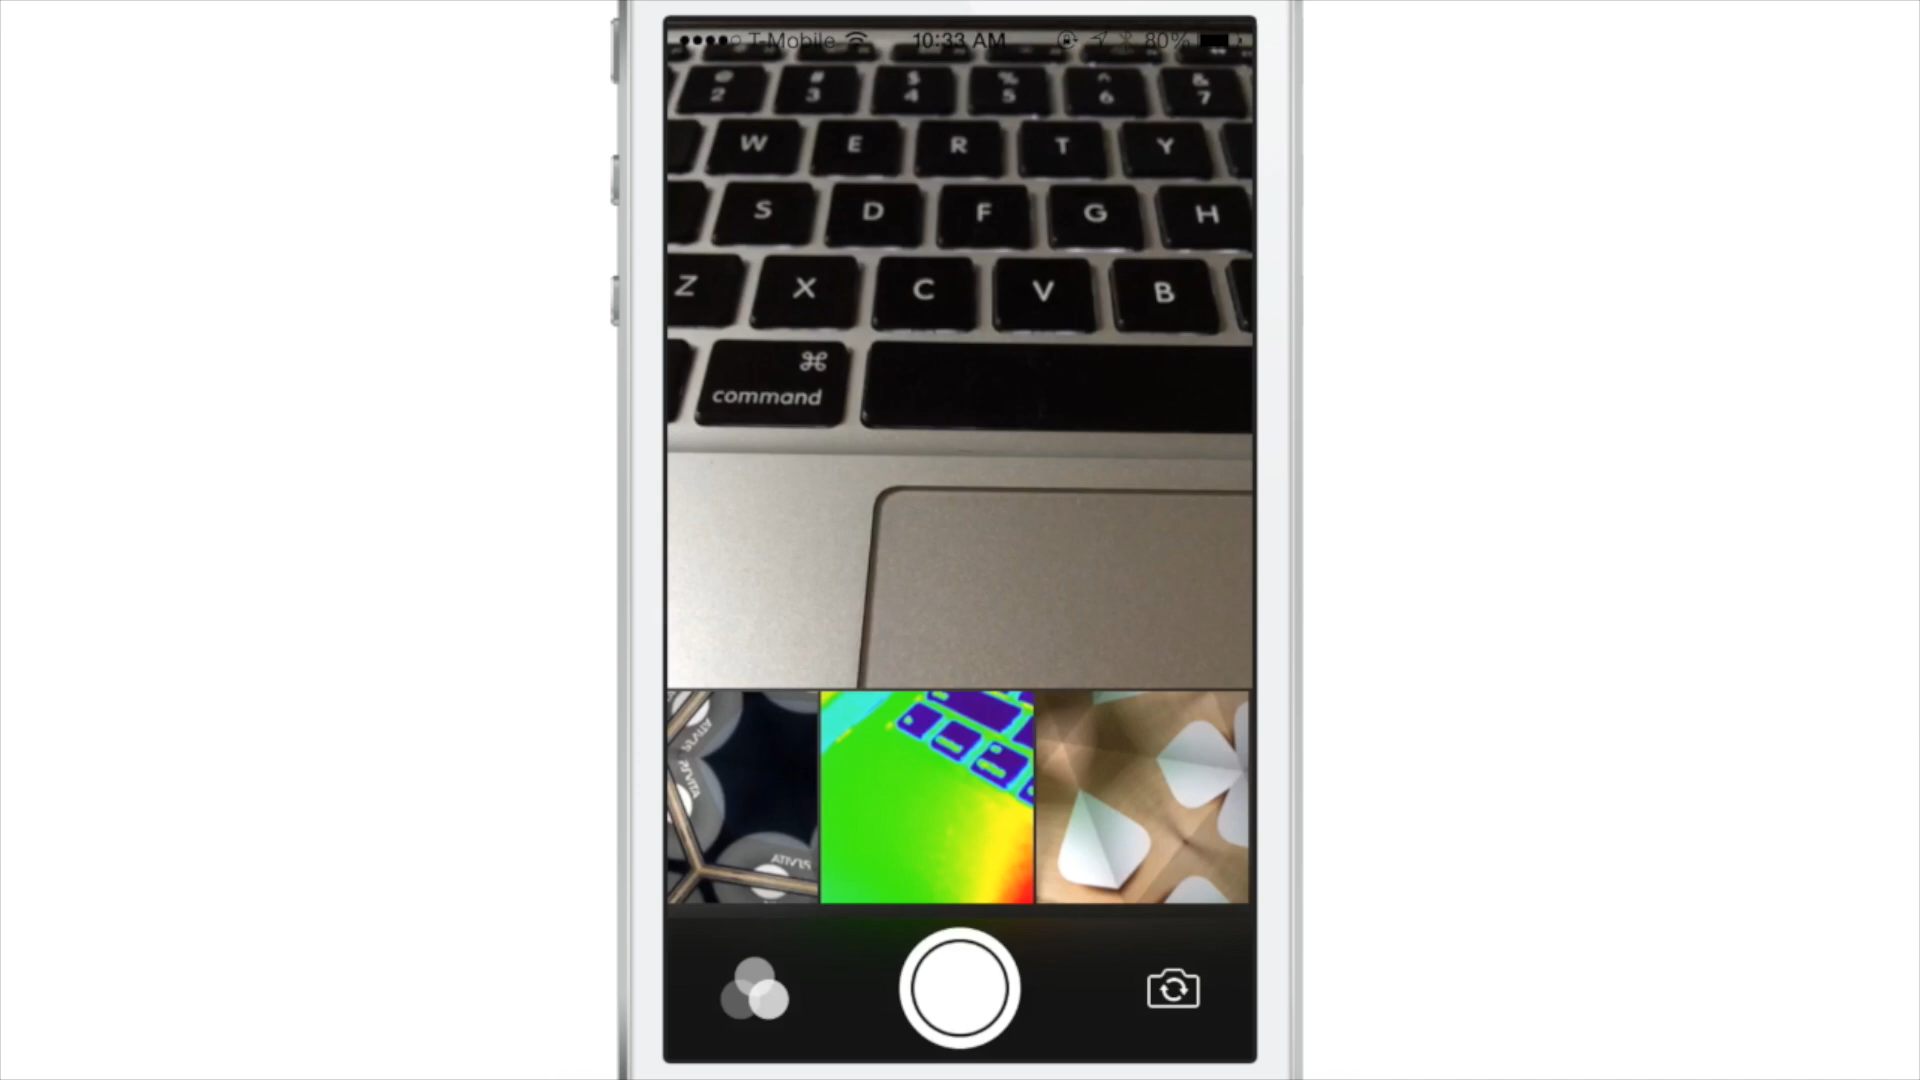 T-Mobile 10:33 AM 80%
@ # $ % ^ &
2 3 4 5 6 7
W E R T Y
S D F G H
Z X C V B
⌘
command